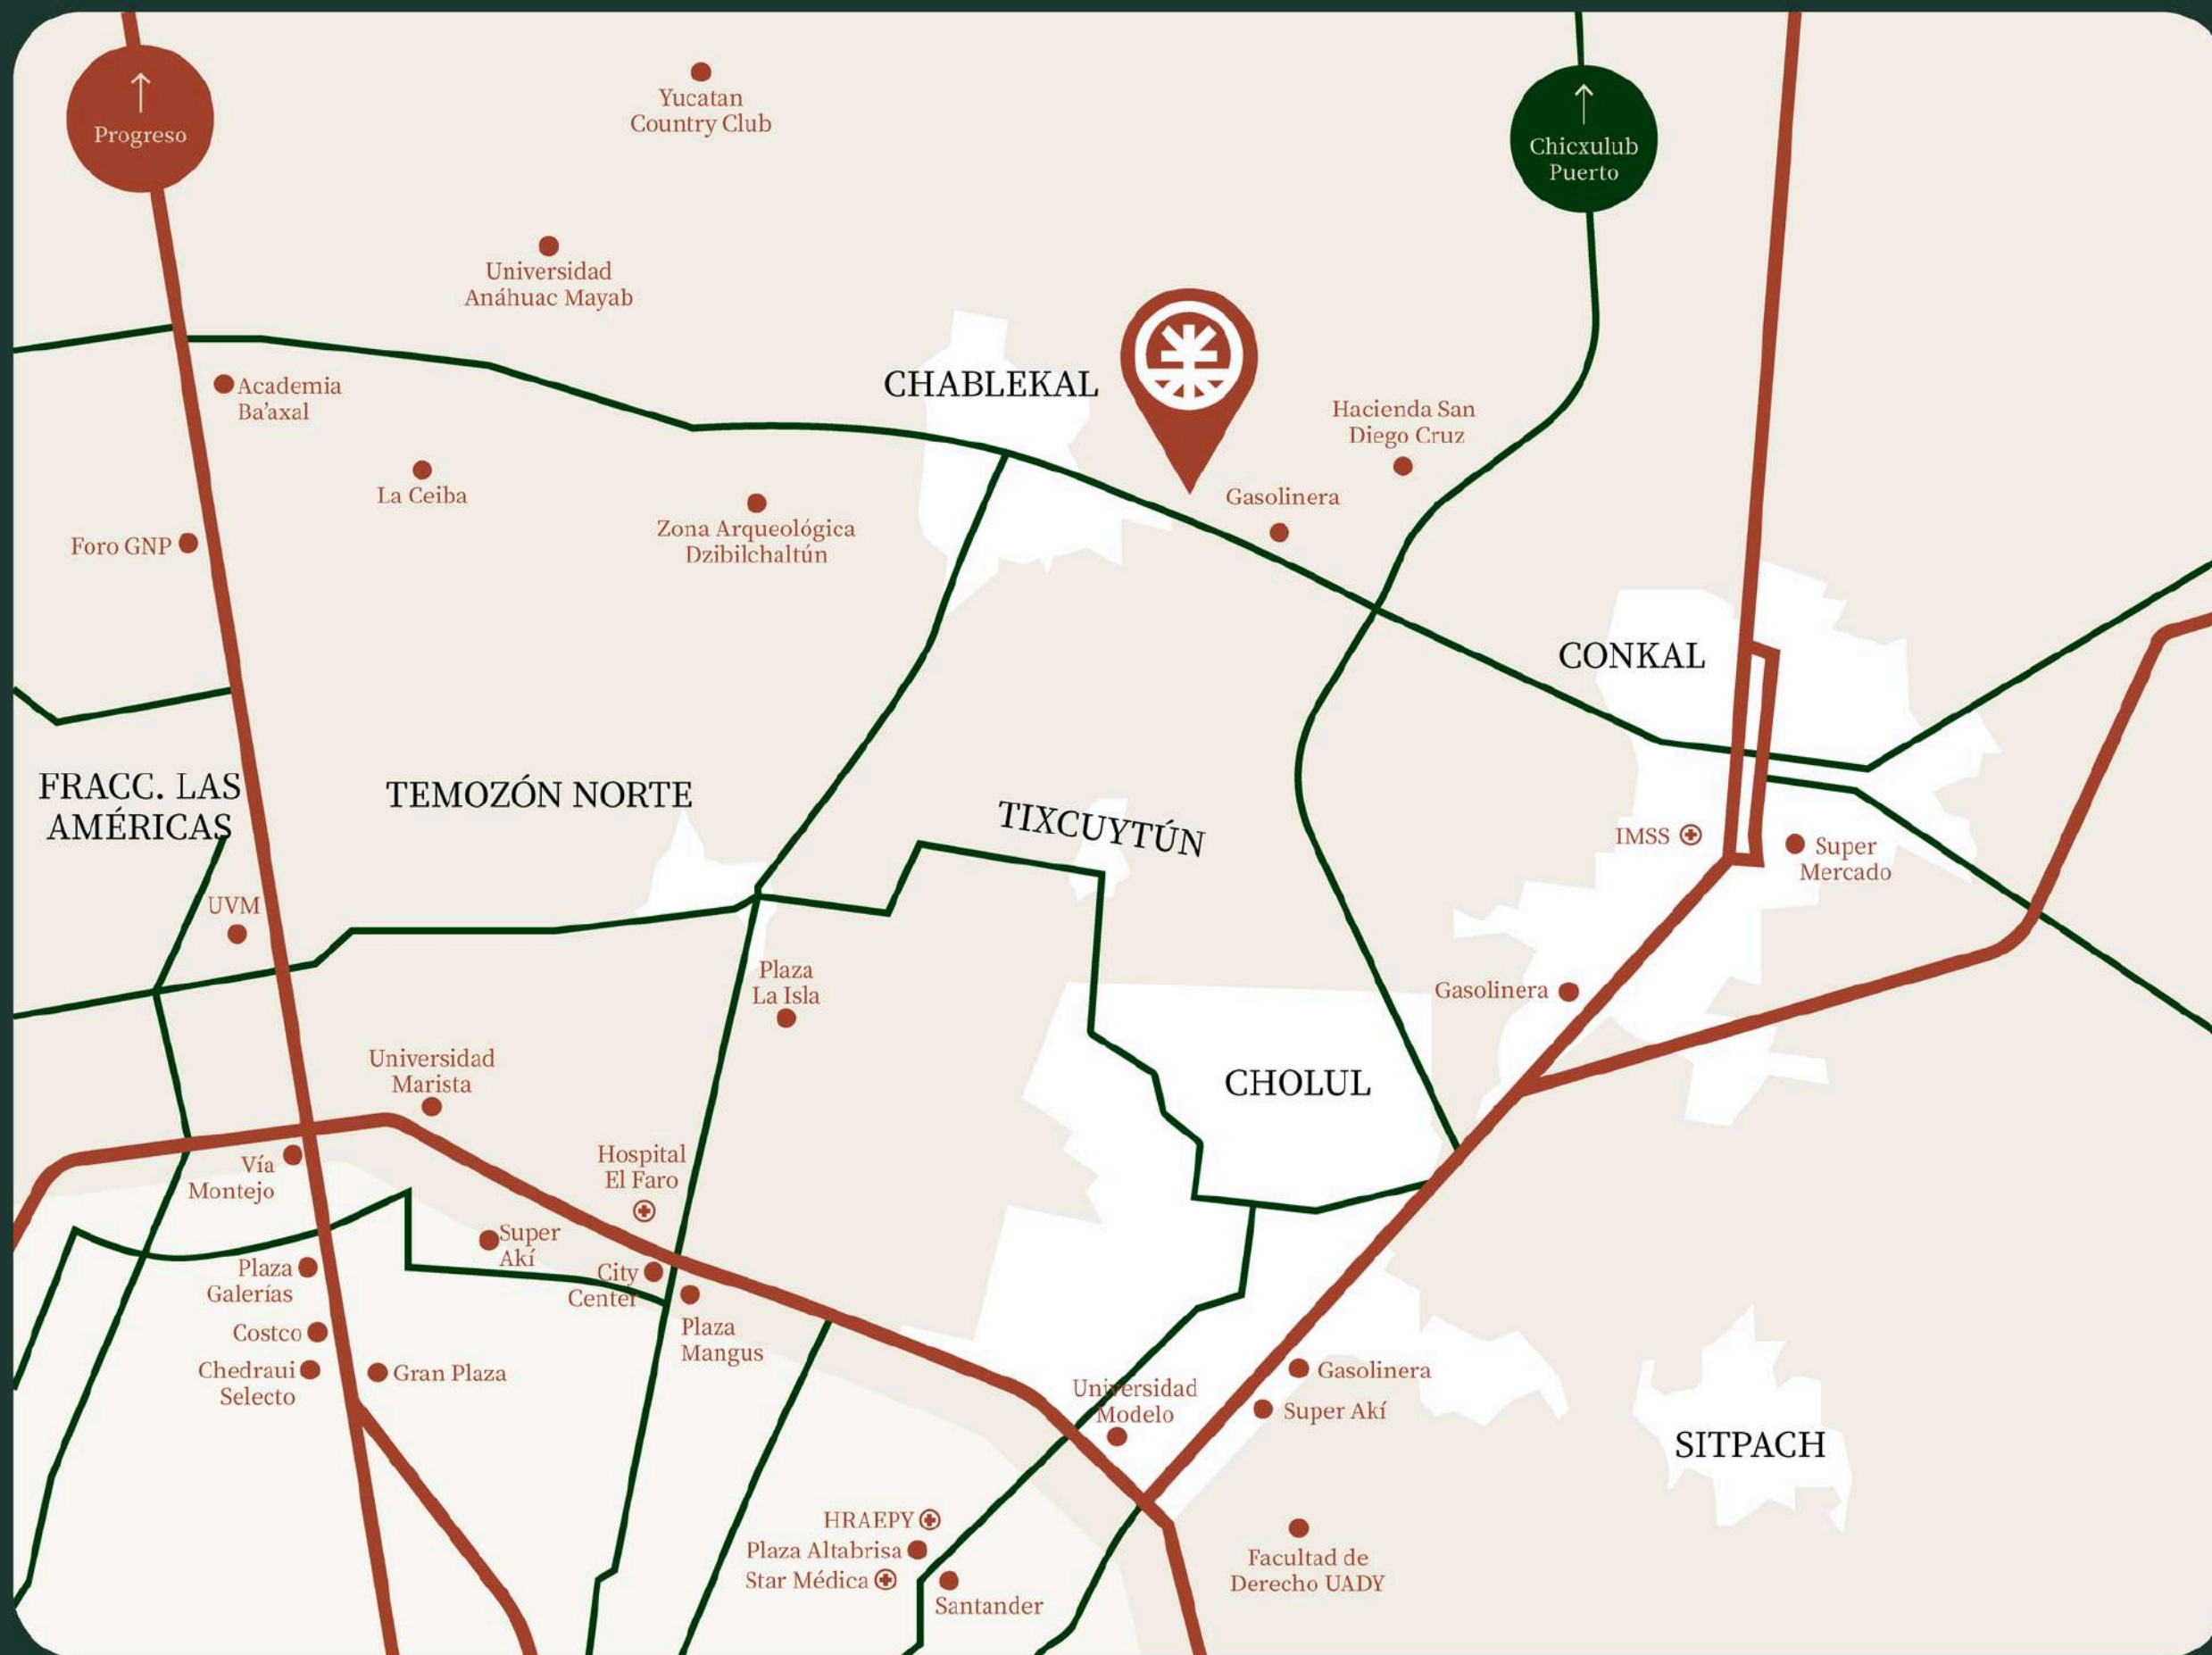 Progreso
Yucatan
Country Club
Chicxulub
Puerto
Universidad
Anáhuac Mayab
Academia
Ba'axal
CHABLEKAL
Hacienda San
Diego Cruz
La Ceiba
Gasolinera
Zona Arqueológica
Dzibilchaltún
Foro GNP
CONKAL
FRACC. LAS
AMÉRICAS
TEMOZÓN NORTE
TIXCUYTÚN
IMSS
Super
Mercado
UVM
Plaza
La Isla
Gasolinera
Universidad
Marista
CHOLUL
Vía
Montejo
Hospital
El Faro
Super
Akí
Plaza
Galerías
City
Center
Plaza
Mangus
Costco
Chedraui
Selecto
Gran Plaza
Universidad
Modelo
Gasolinera
Super Akí
SITPACH
HRAEPY
Plaza Altabrisa
Star Médica
Santander
Facultad de
Derecho UADY